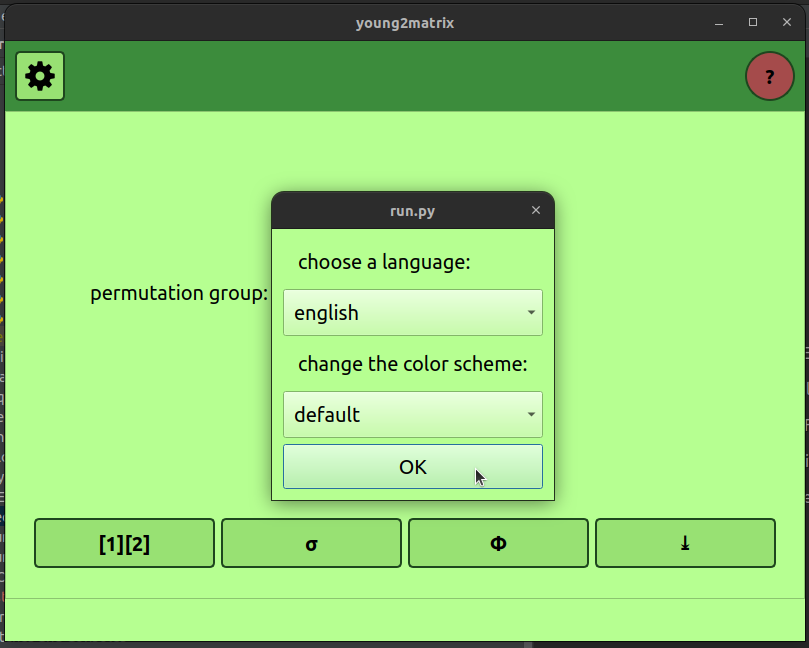 young2matrix
?
run.py
choose a language:
permutation group:
english
change the color scheme:
default
OK
[1][2]
σ
Φ
⤓